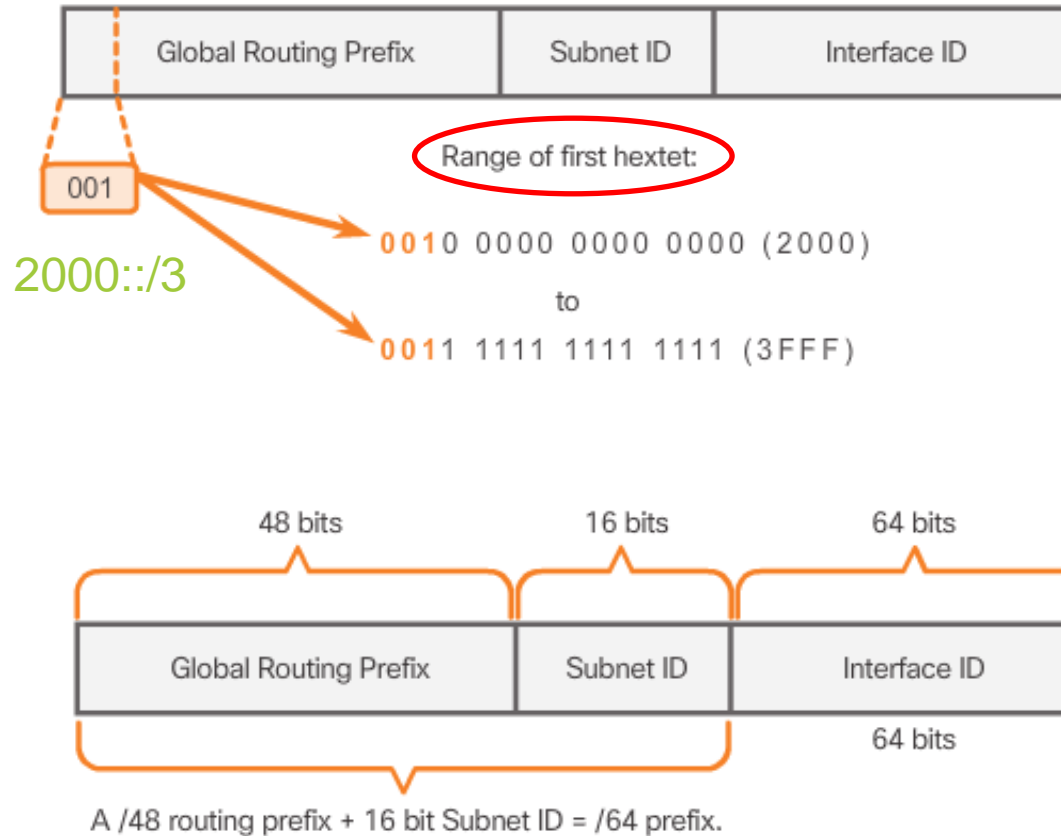 Global Routing Prefix Subnet ID Interface ID
Range of first hextet:
001
0010 0000 0000 0000 (2000)
2000::/3
to
0011 1111 1111 1111 (3FFF)
48 bits 16 bits 64 bits
Global Routing Prefix Subnet ID Interface ID
64 bits
A /48 routing prefix + 16 bit Subnet ID = /64 prefix.